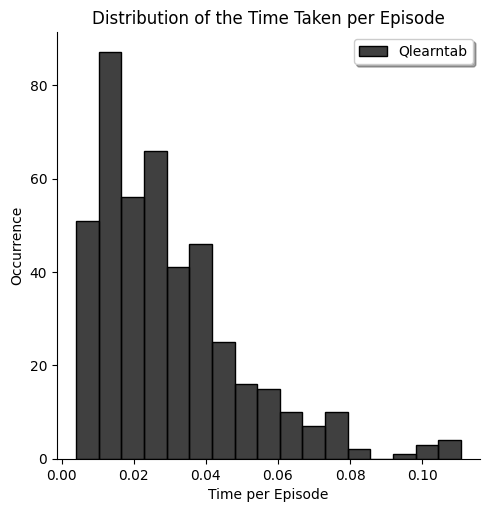 Distribution of the Time Taken per Episode
Qlearntab
80
60
40
20
0
Occurrence
0.00 0.02 0.04 0.06 0.08 0.10
Time per Episode